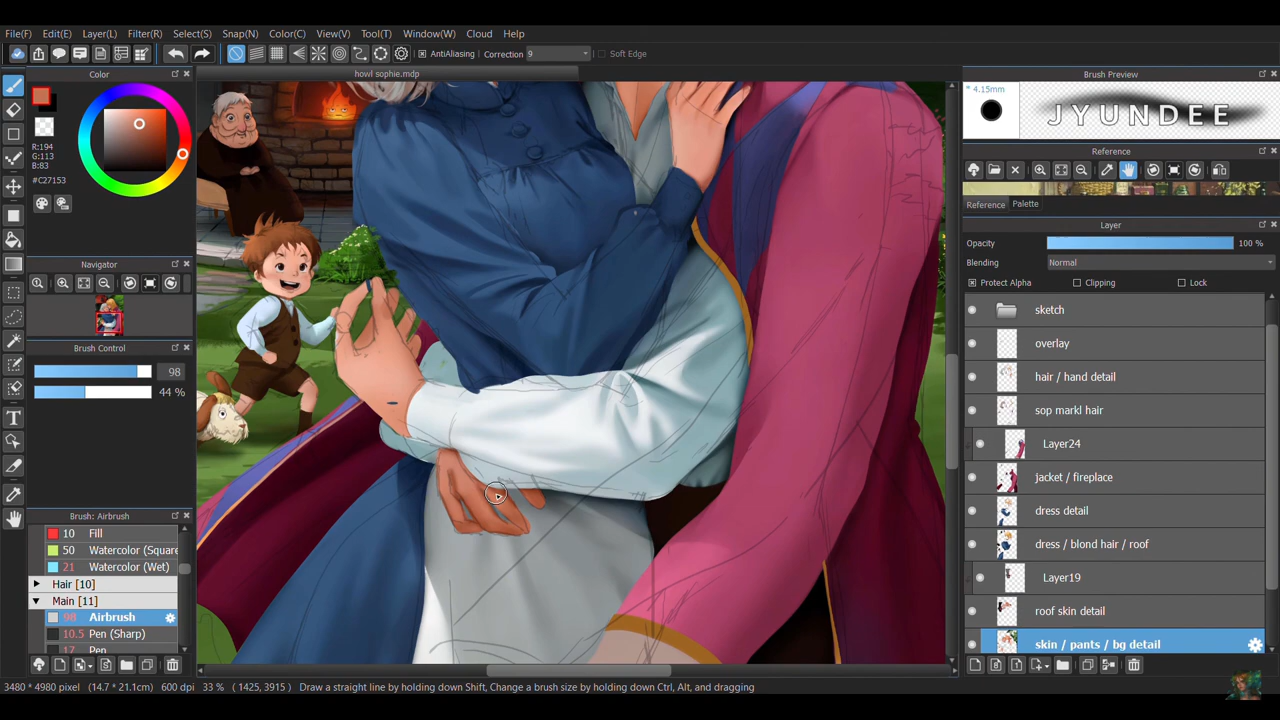 File(F) Edit(E) Layer(L) Filter(R) Select(S) Snap(N) Color(C) View(V) Tool(T) Window(W) Cloud Help
AntiAliasing Correction 9 Soft Edge
Color
howl sophie.mdp
Brush Preview
* 4.15mm
JYUNDEE
R:194
G:113
B:83
#C27153
Reference
Reference Palette
Layer
Opacity 100 %
Blending Normal
Protect Alpha Clipping Lock
Navigator
Brush Control
98
44 %
sketch
overlay
hair / hand detail
sop markl hair
Layer24
jacket / fireplace
dress detail
dress / blond hair / roof
Layer19
roof skin detail
skin / pants / bg detail
Brush: Airbrush
10 Fill
50 Watercolor (Square
21 Watercolor (Wet)
Hair [10]
Main [11]
98 Airbrush
10.5 Pen (Sharp)
17 Pen
3480 * 4980 pixel (14.7 * 21.1cm) 600 dpi 33 % ( 1425, 3915 ) Draw a straight line by holding down Shift, Change a brush size by holding down Ctrl, Alt, and dragging